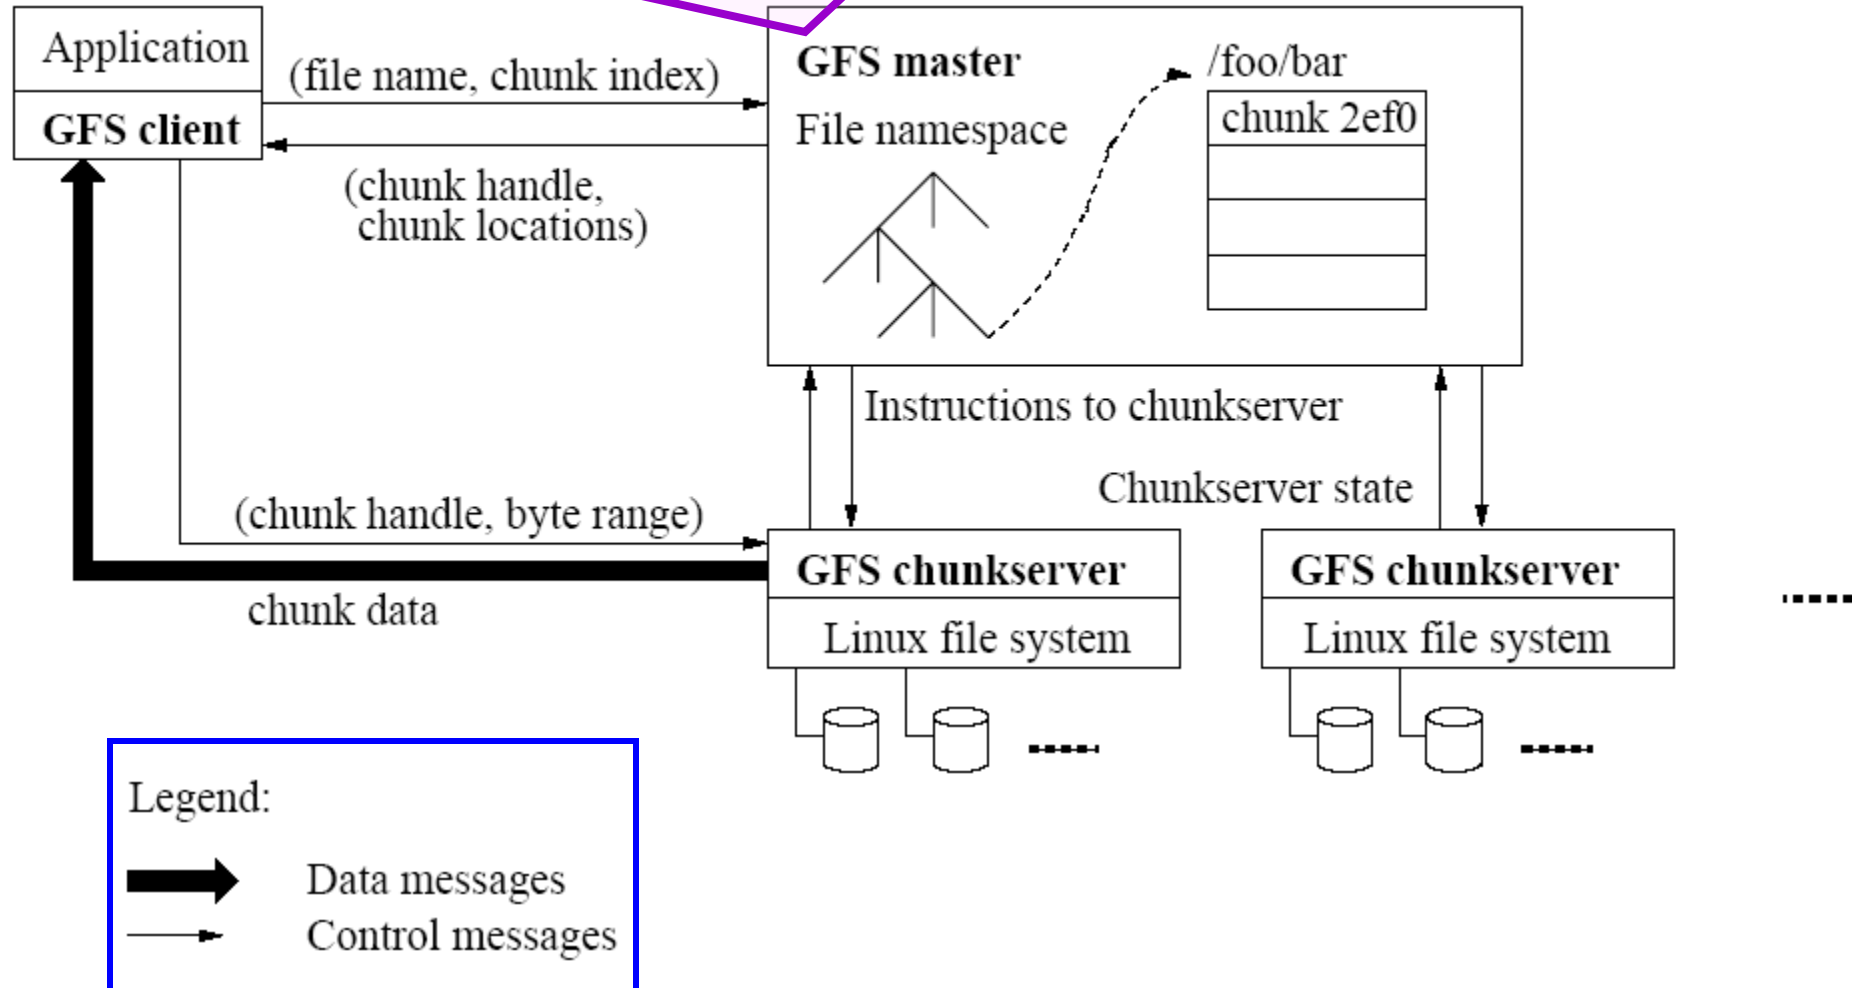 Application
GFS client
(file name, chunk index)
(chunk handle,
chunk locations)
GFS master
File namespace
/foo/bar
chunk 2ef0
Instructions to chunkserver
Chunkserver state
(chunk handle, byte range)
chunk data
GFS chunkserver
Linux file system
GFS chunkserver
Linux file system
Legend:
Data messages
Control messages